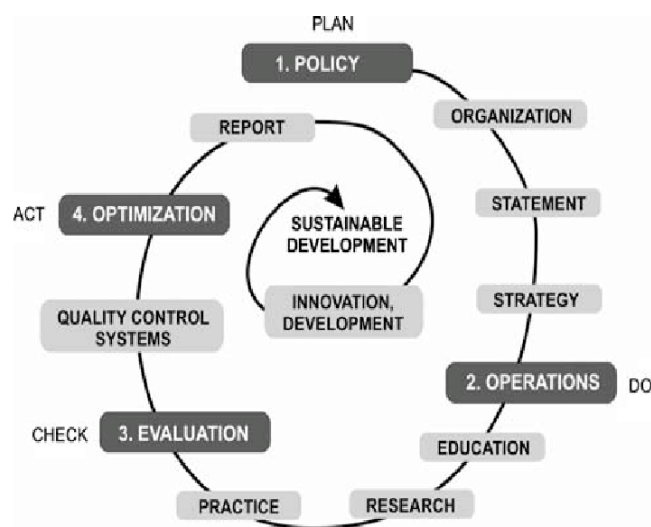 PLAN
1. POLICY
ORGANIZATION
STATEMENT
STRATEGY
2. OPERATIONS
DO
EDUCATION
RESEARCH
PRACTICE
CHECK
3. EVALUATION
QUALITY CONTROL
SYSTEMS
ACT
4. OPTIMIZATION
REPORT
INNOVATION,
DEVELOPMENT
SUSTAINABLE
DEVELOPMENT